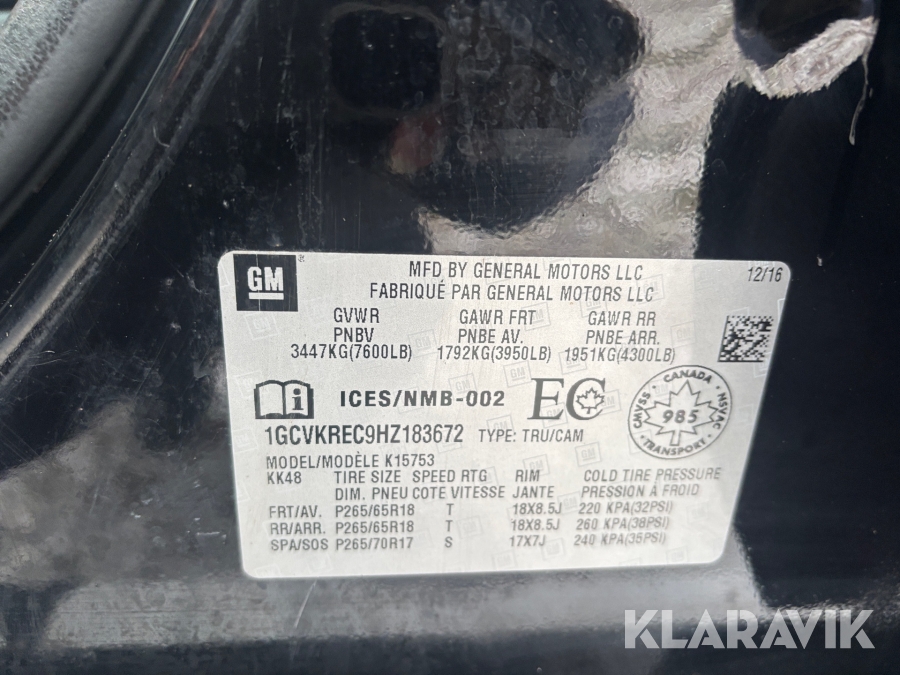 GM
MFD BY GENERAL MOTORS LLC
12/16
FABRIQUÉ PAR GENERAL MOTORS LLC
GVWR GAWR FRT GAWR RR
PNBV PNBE AV. PNBE ARR.
3447KG(7600LB) 1792KG(3950LB) 1951KG(4300LB)
ICES/NMB-002
EC
CANADA
CMVSS
NSVAC
985
1GCVKREC9HZ183672 TYPE: TRU/CAM
MODEL/MODÈLE K15753
KK48 TIRE SIZE SPEED RTG RIM COLD TIRE PRESSURE
DIM. PNEU COTE VITESSE JANTE PRESSION À FROID
FRT/AV. P265/65R18 T 18X8.5J 220 KPA(32PSI)
RR/ARR. P265/65R18 T 18X8.5J 260 KPA(38PSI)
SPA/SOS P265/70R17 S 17X7J 240 KPA(35PSI)
KLARAVIK